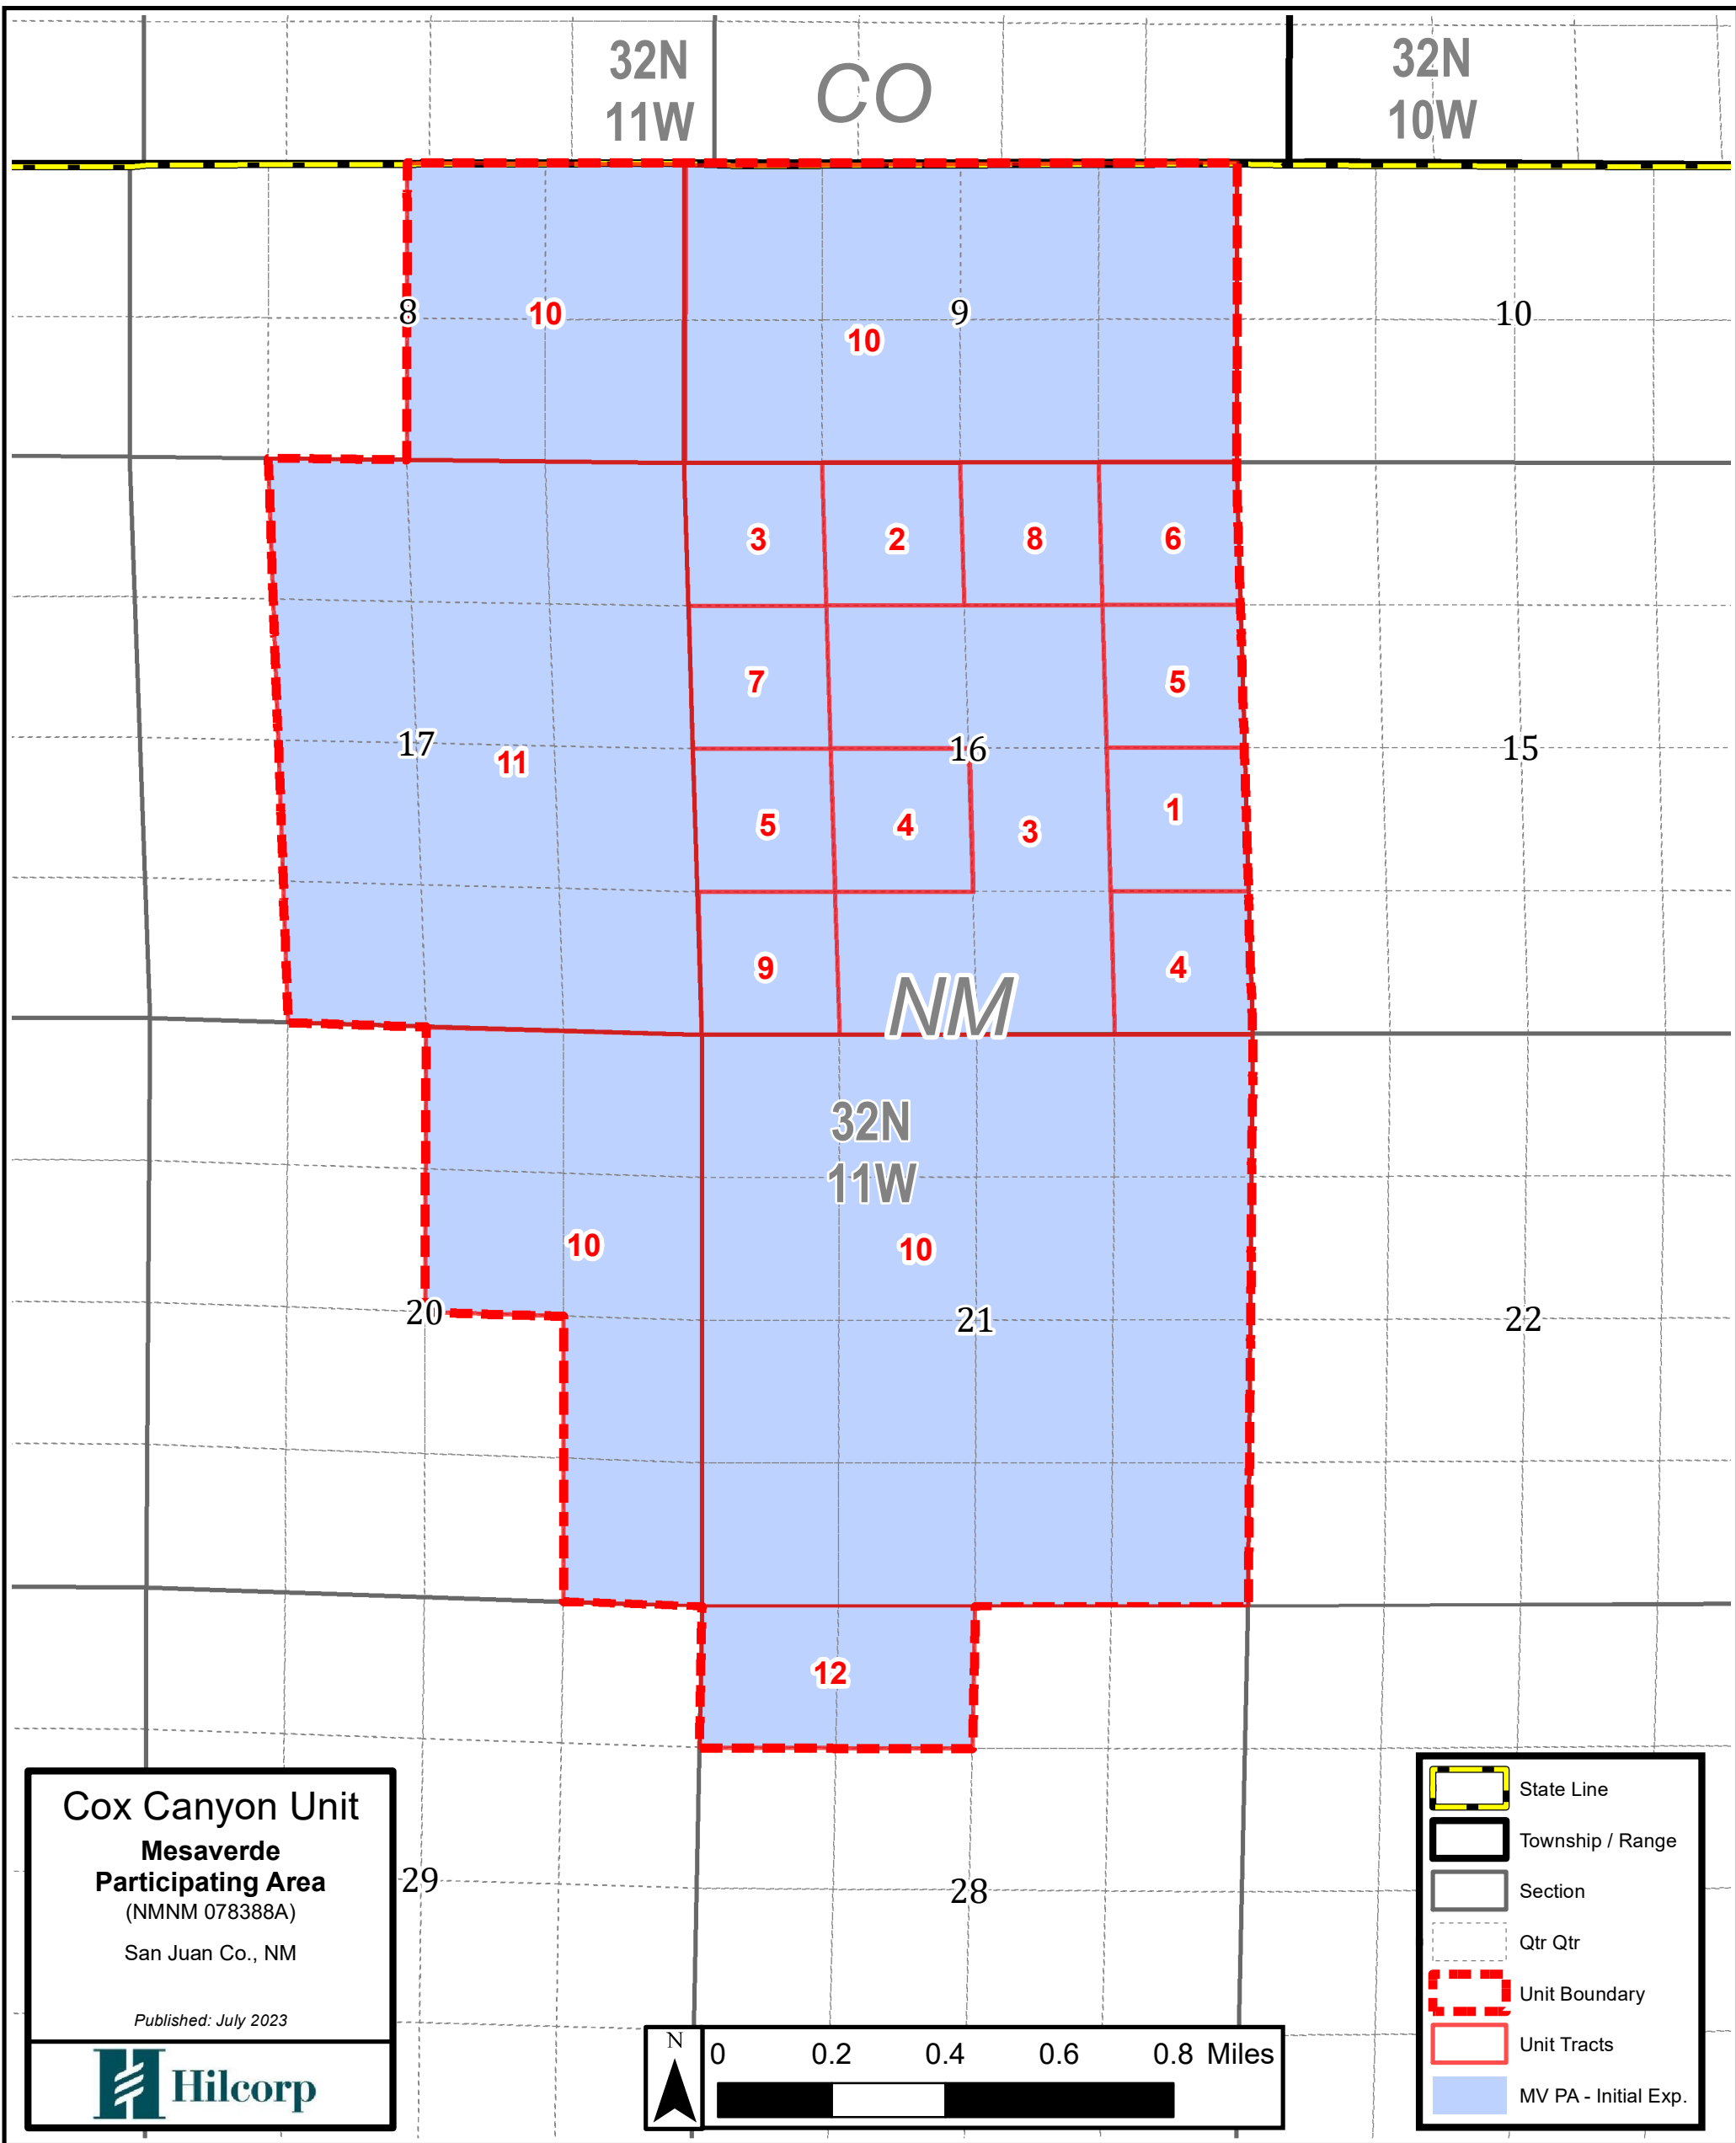 32N
11W
CO
32N
10W
8
10
9
10
10
3
2
8
6
7
5
17
11
16
15
5
4
3
1
9
NM
4
32N
11W
10
10
20
21
22
12
29
28
Cox Canyon Unit
Mesaverde
Participating Area
(NMNM 078388A)
San Juan Co., NM
Published: July 2023
Hilcorp
N
0 0.2 0.4 0.6 0.8 Miles
State Line
Township / Range
Section
Qtr Qtr
Unit Boundary
Unit Tracts
MV PA - Initial Exp.